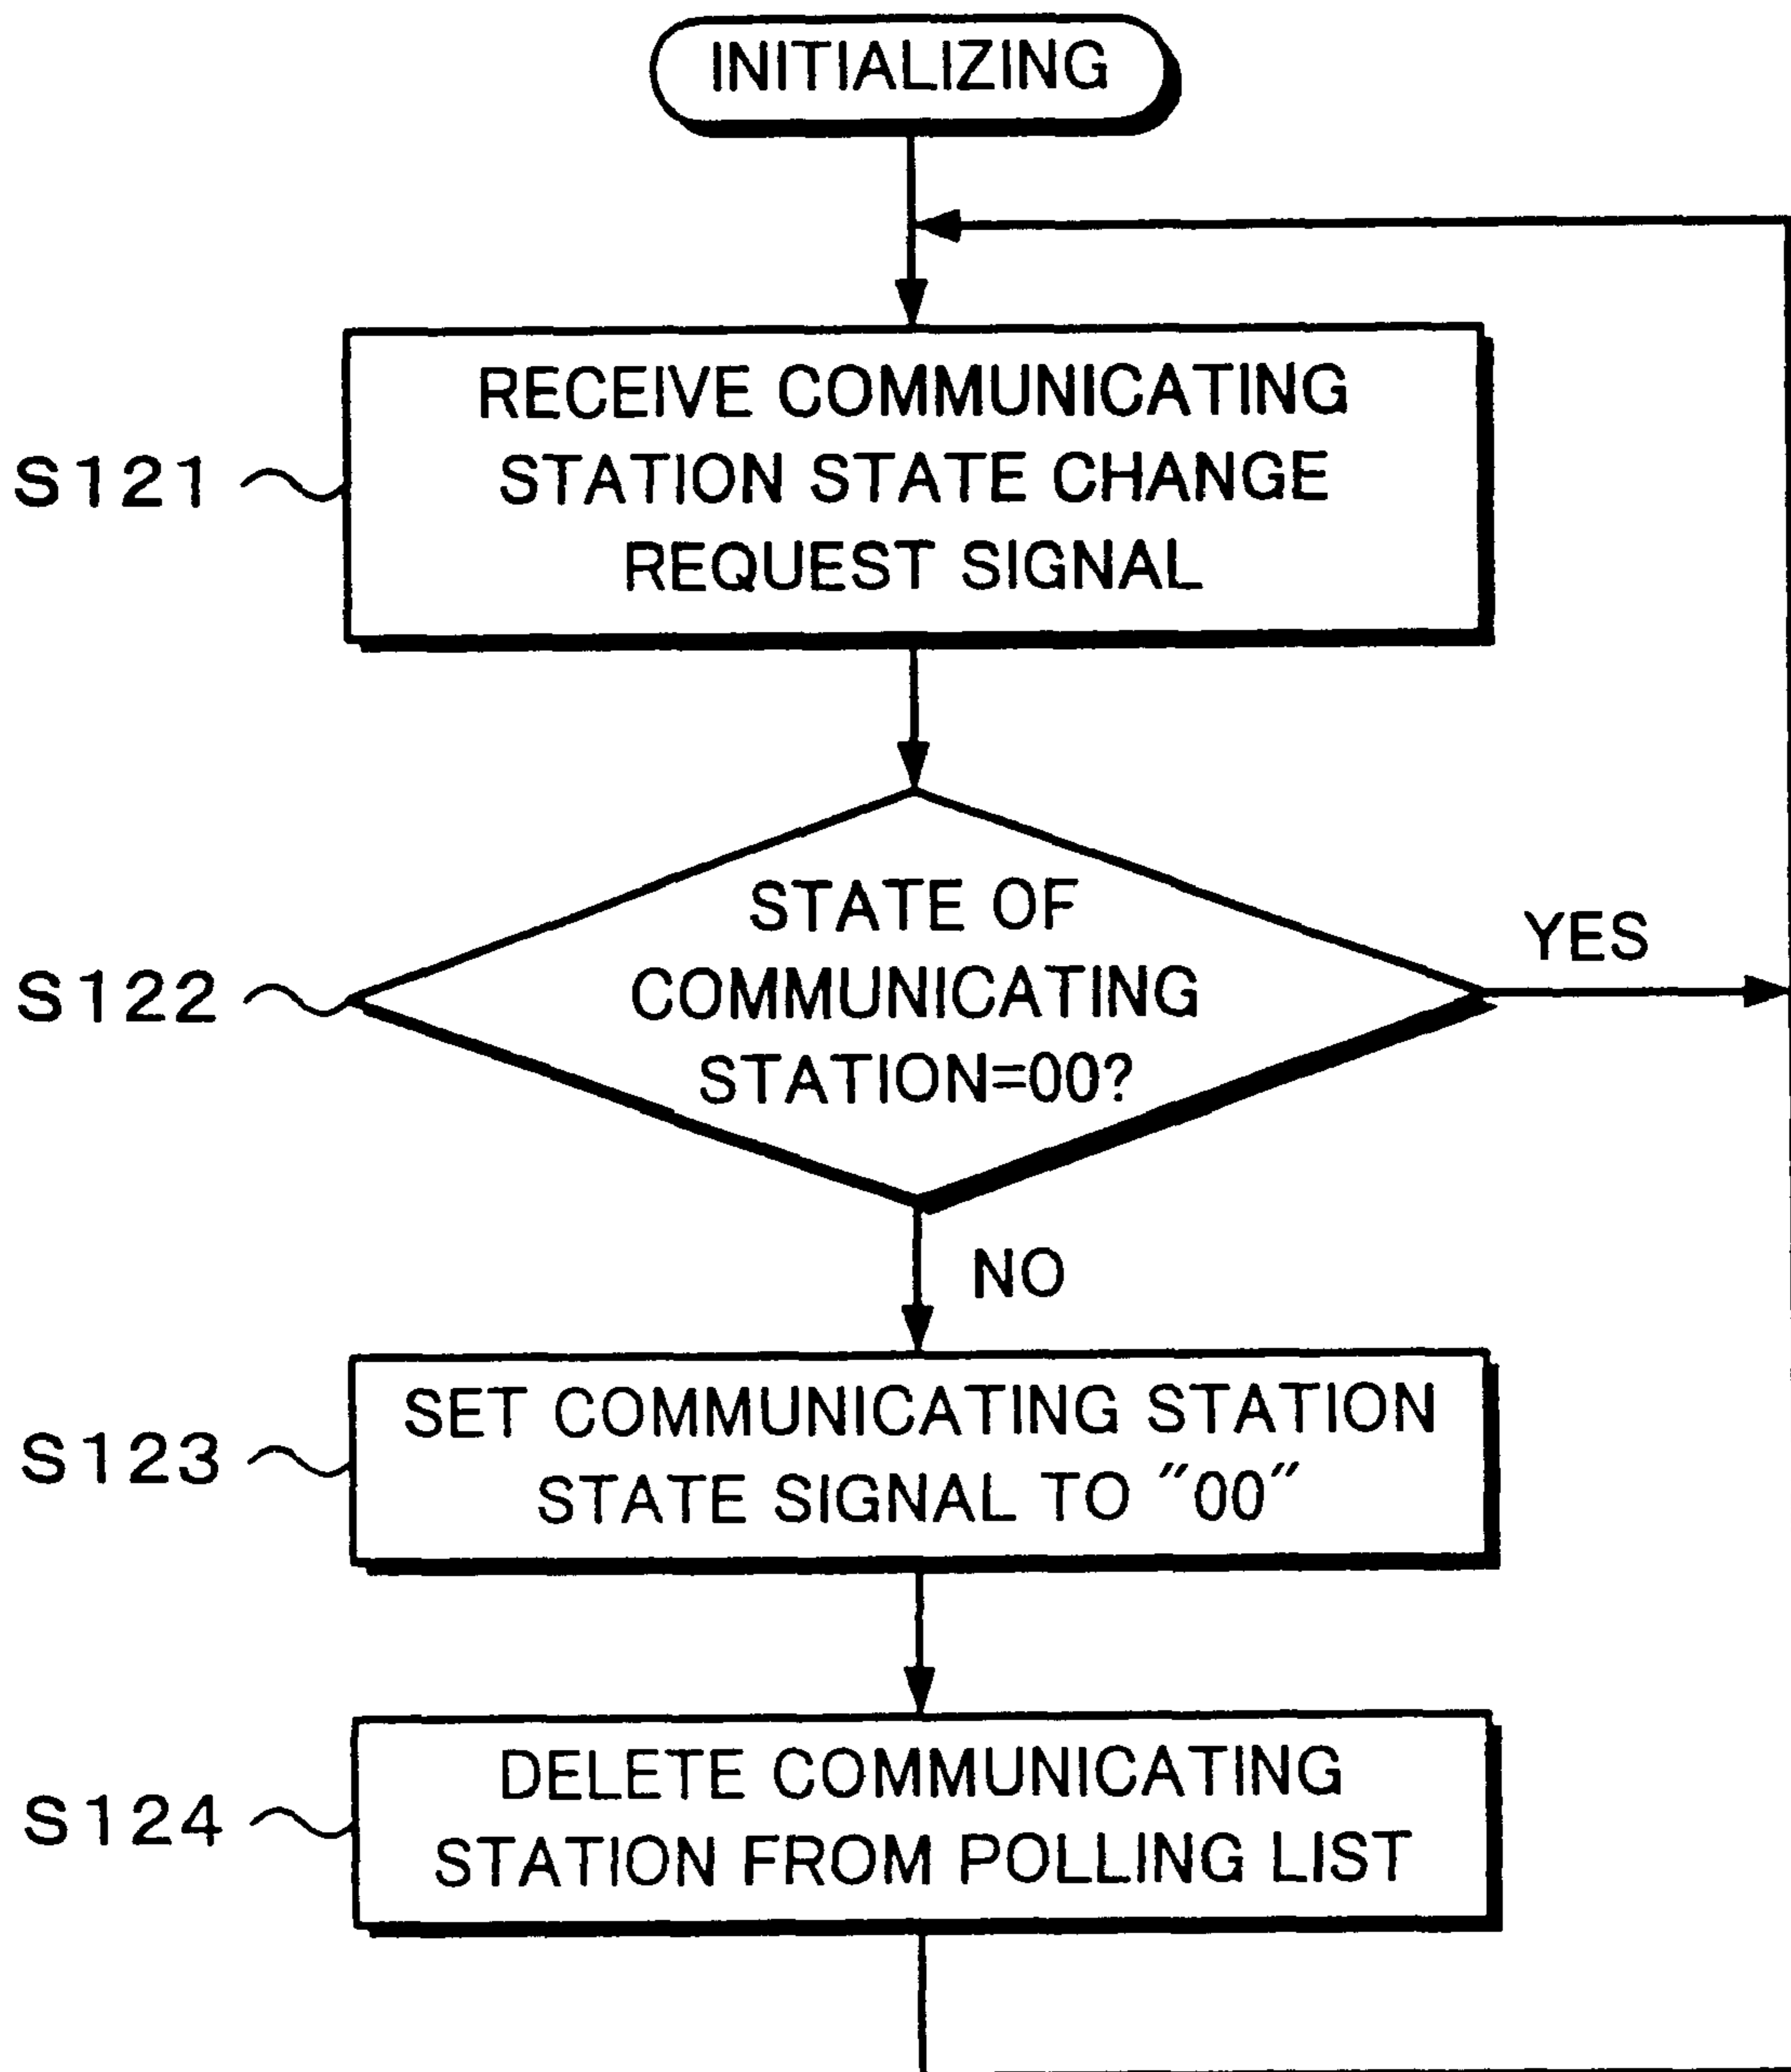 INITIALIZING
S121
RECEIVE COMMUNICATING
STATION STATE CHANGE
REQUEST SIGNAL
S122
STATE OF
COMMUNICATING
STATION=00?
YES
NO
S123
SET COMMUNICATING STATION
STATE SIGNAL TO "00"
S124
DELETE COMMUNICATING
STATION FROM POLLING LIST